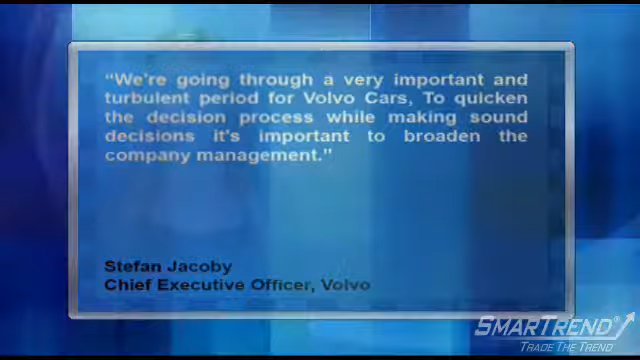 “We're going through a very important and
turbulent period for Volvo Cars, To quicken
the decision process while making sound
decisions it's important to broaden the
company management.”
Stefan Jacoby
Chief Executive Officer, Volvo
SMARTREND®
TRADE THE TREND